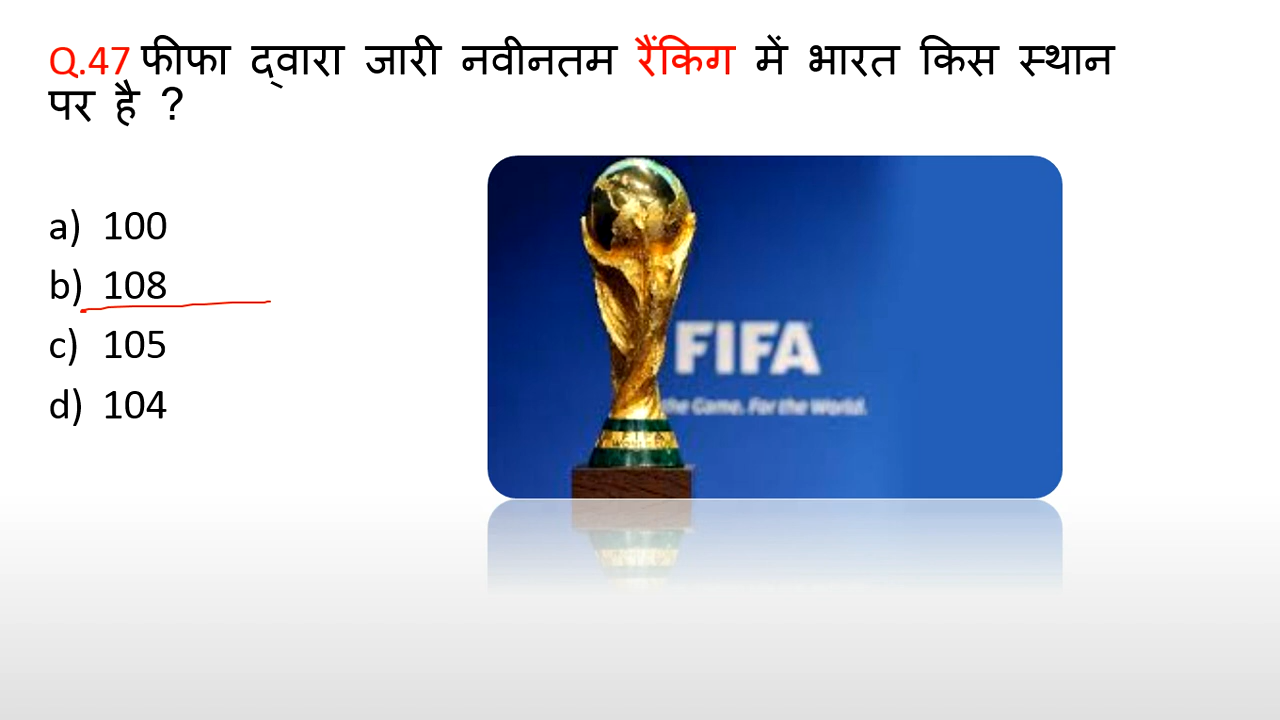 Q.47 फीफा द्वारा जारी नवीनतम रैंकिग में भारत किस स्थान
पर है ?
a) 100
b) 108
c) 105
d) 104
FIFA
the Game. For the World.